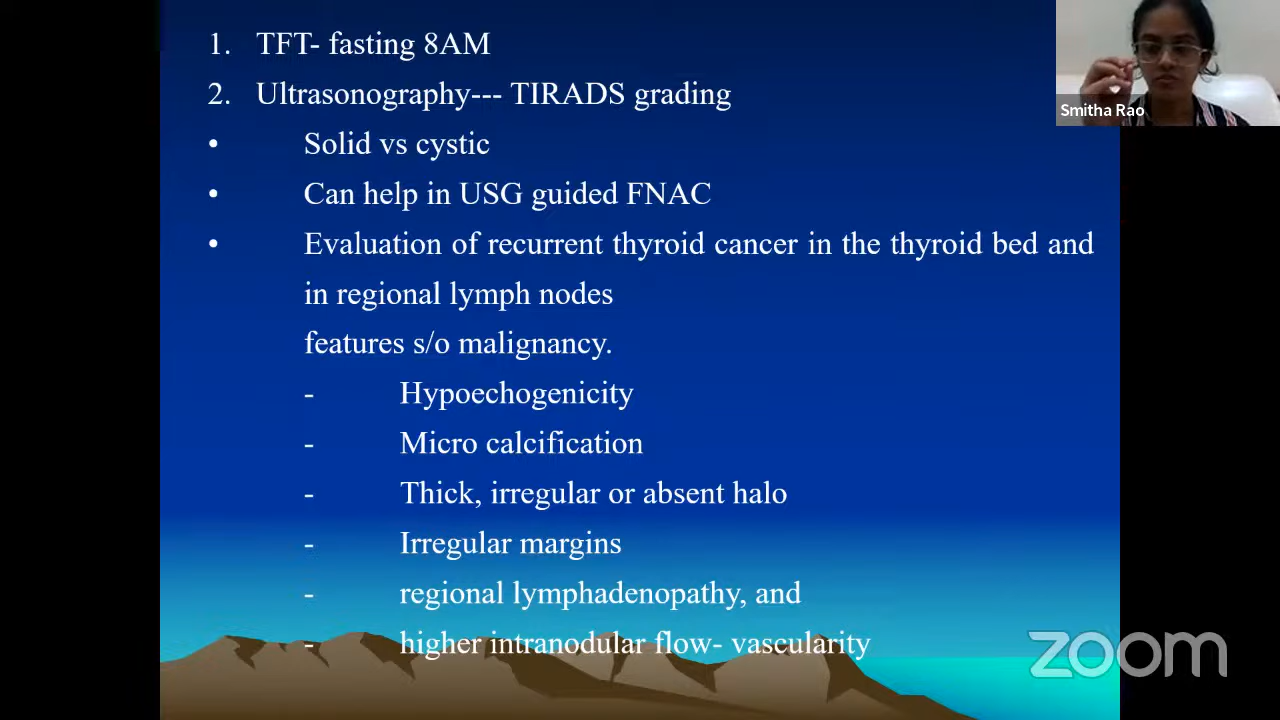 1. TFT- fasting 8AM
2. Ultrasonography--- TIRADS grading
• Solid vs cystic
• Can help in USG guided FNAC
• Evaluation of recurrent thyroid cancer in the thyroid bed and
in regional lymph nodes
features s/o malignancy.
- Hypoechogenicity
- Micro calcification
- Thick, irregular or absent halo
- Irregular margins
- regional lymphadenopathy, and
- higher intranodular flow- vascularity
Smitha Rao
zoom